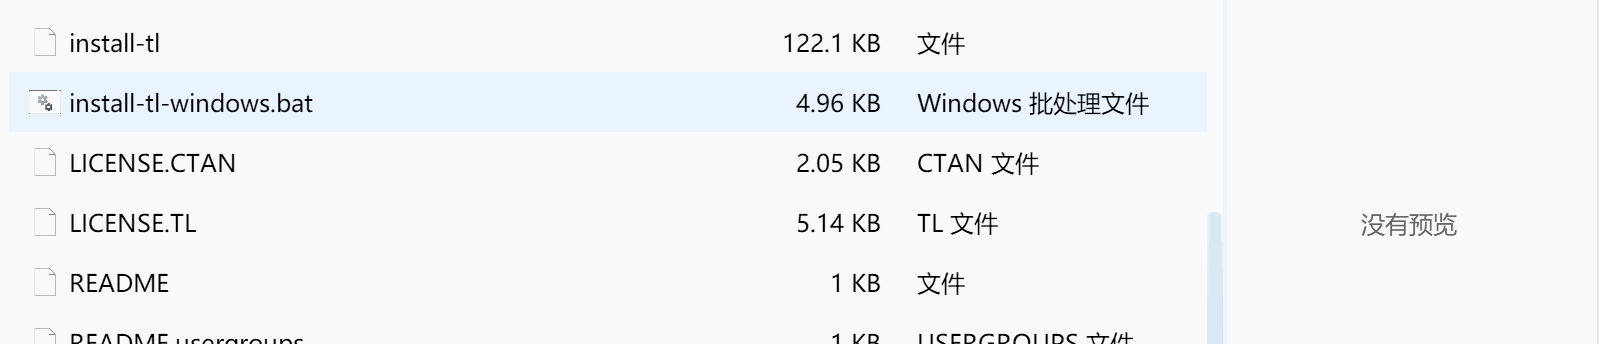 install-tl 122.1 KB 文件
install-tl-windows.bat 4.96 KB Windows 批处理文件
LICENSE.CTAN 2.05 KB CTAN 文件
LICENSE.TL 5.14 KB TL 文件
没有预览
README 1 KB 文件
README.usergroups 1 KB USERGROUPS 文件